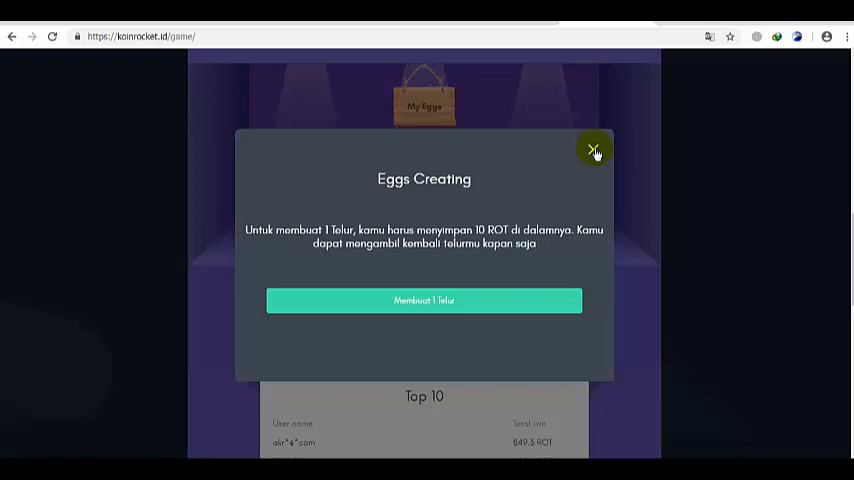 https://koinrocket.id/game/
My Eggs
Eggs Creating
Untuk membuat 1 Telur, kamu harus menyimpan 10 ROT di dalamnya. Kamu
dapat mengambil kembali telurmu kapan saja
Membuat 1 Telur
Top 10
User name Total win
akr*¢*com 849.3 ROT